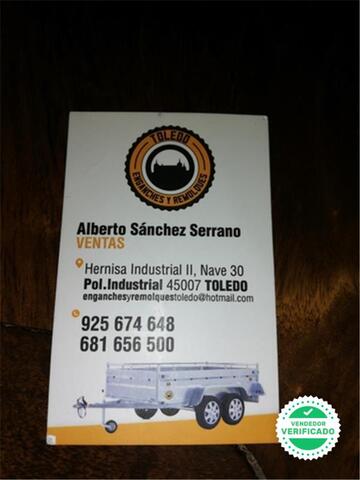 TOLEDO
ENGANCHES Y REMOLQUES
Alberto Sánchez Serrano
VENTAS
Hernisa Industrial II, Nave 30
Pol.Industrial 45007 TOLEDO
enganchesyremolquestoledo@hotmail.com
925 674 648
681 656 500
VENDEDOR
VERIFICADO